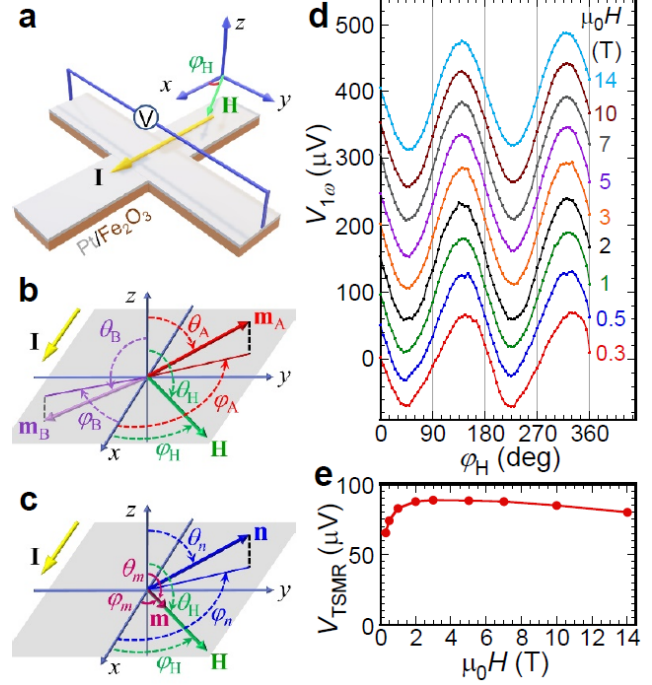 a
z
φH
x
y
H
V
I
Pt/Fe2O3
b
z
I
θA
mA
θB
θH
y
φB
φA
mB
φH
H
x
c
z
I
θn
n
θm
y
φm
m
θH
φn
φH
H
x
d
μ0H
(T)
500
400
300
200
100
0
V1ω (μV)
14
10
7
5
3
2
1
0.5
0.3
0 90 180 270 360
φH (deg)
e
100
50
0
VTSMR (μV)
0 2 4 6 8 10 12 14
μ0H (T)